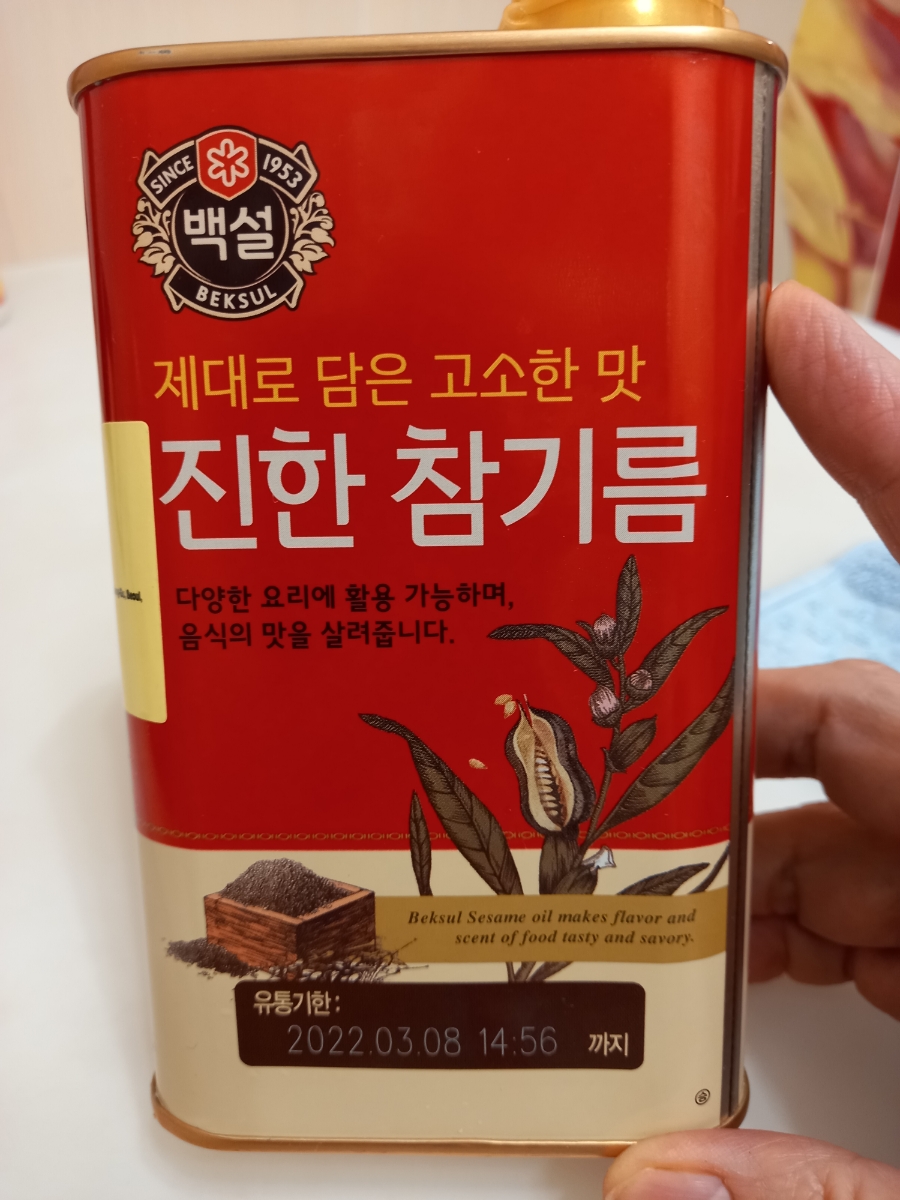 SINCE 1953
백설
BEKSUL
제대로 담은 고소한 맛
진한 참기름
다양한 요리에 활용 가능하며,
음식의 맛을 살려줍니다.
Seoul,
Beksul Sesame oil makes flavor and
scent of food tasty and savory.
유통기한:
2022.03.08 14:56 까지